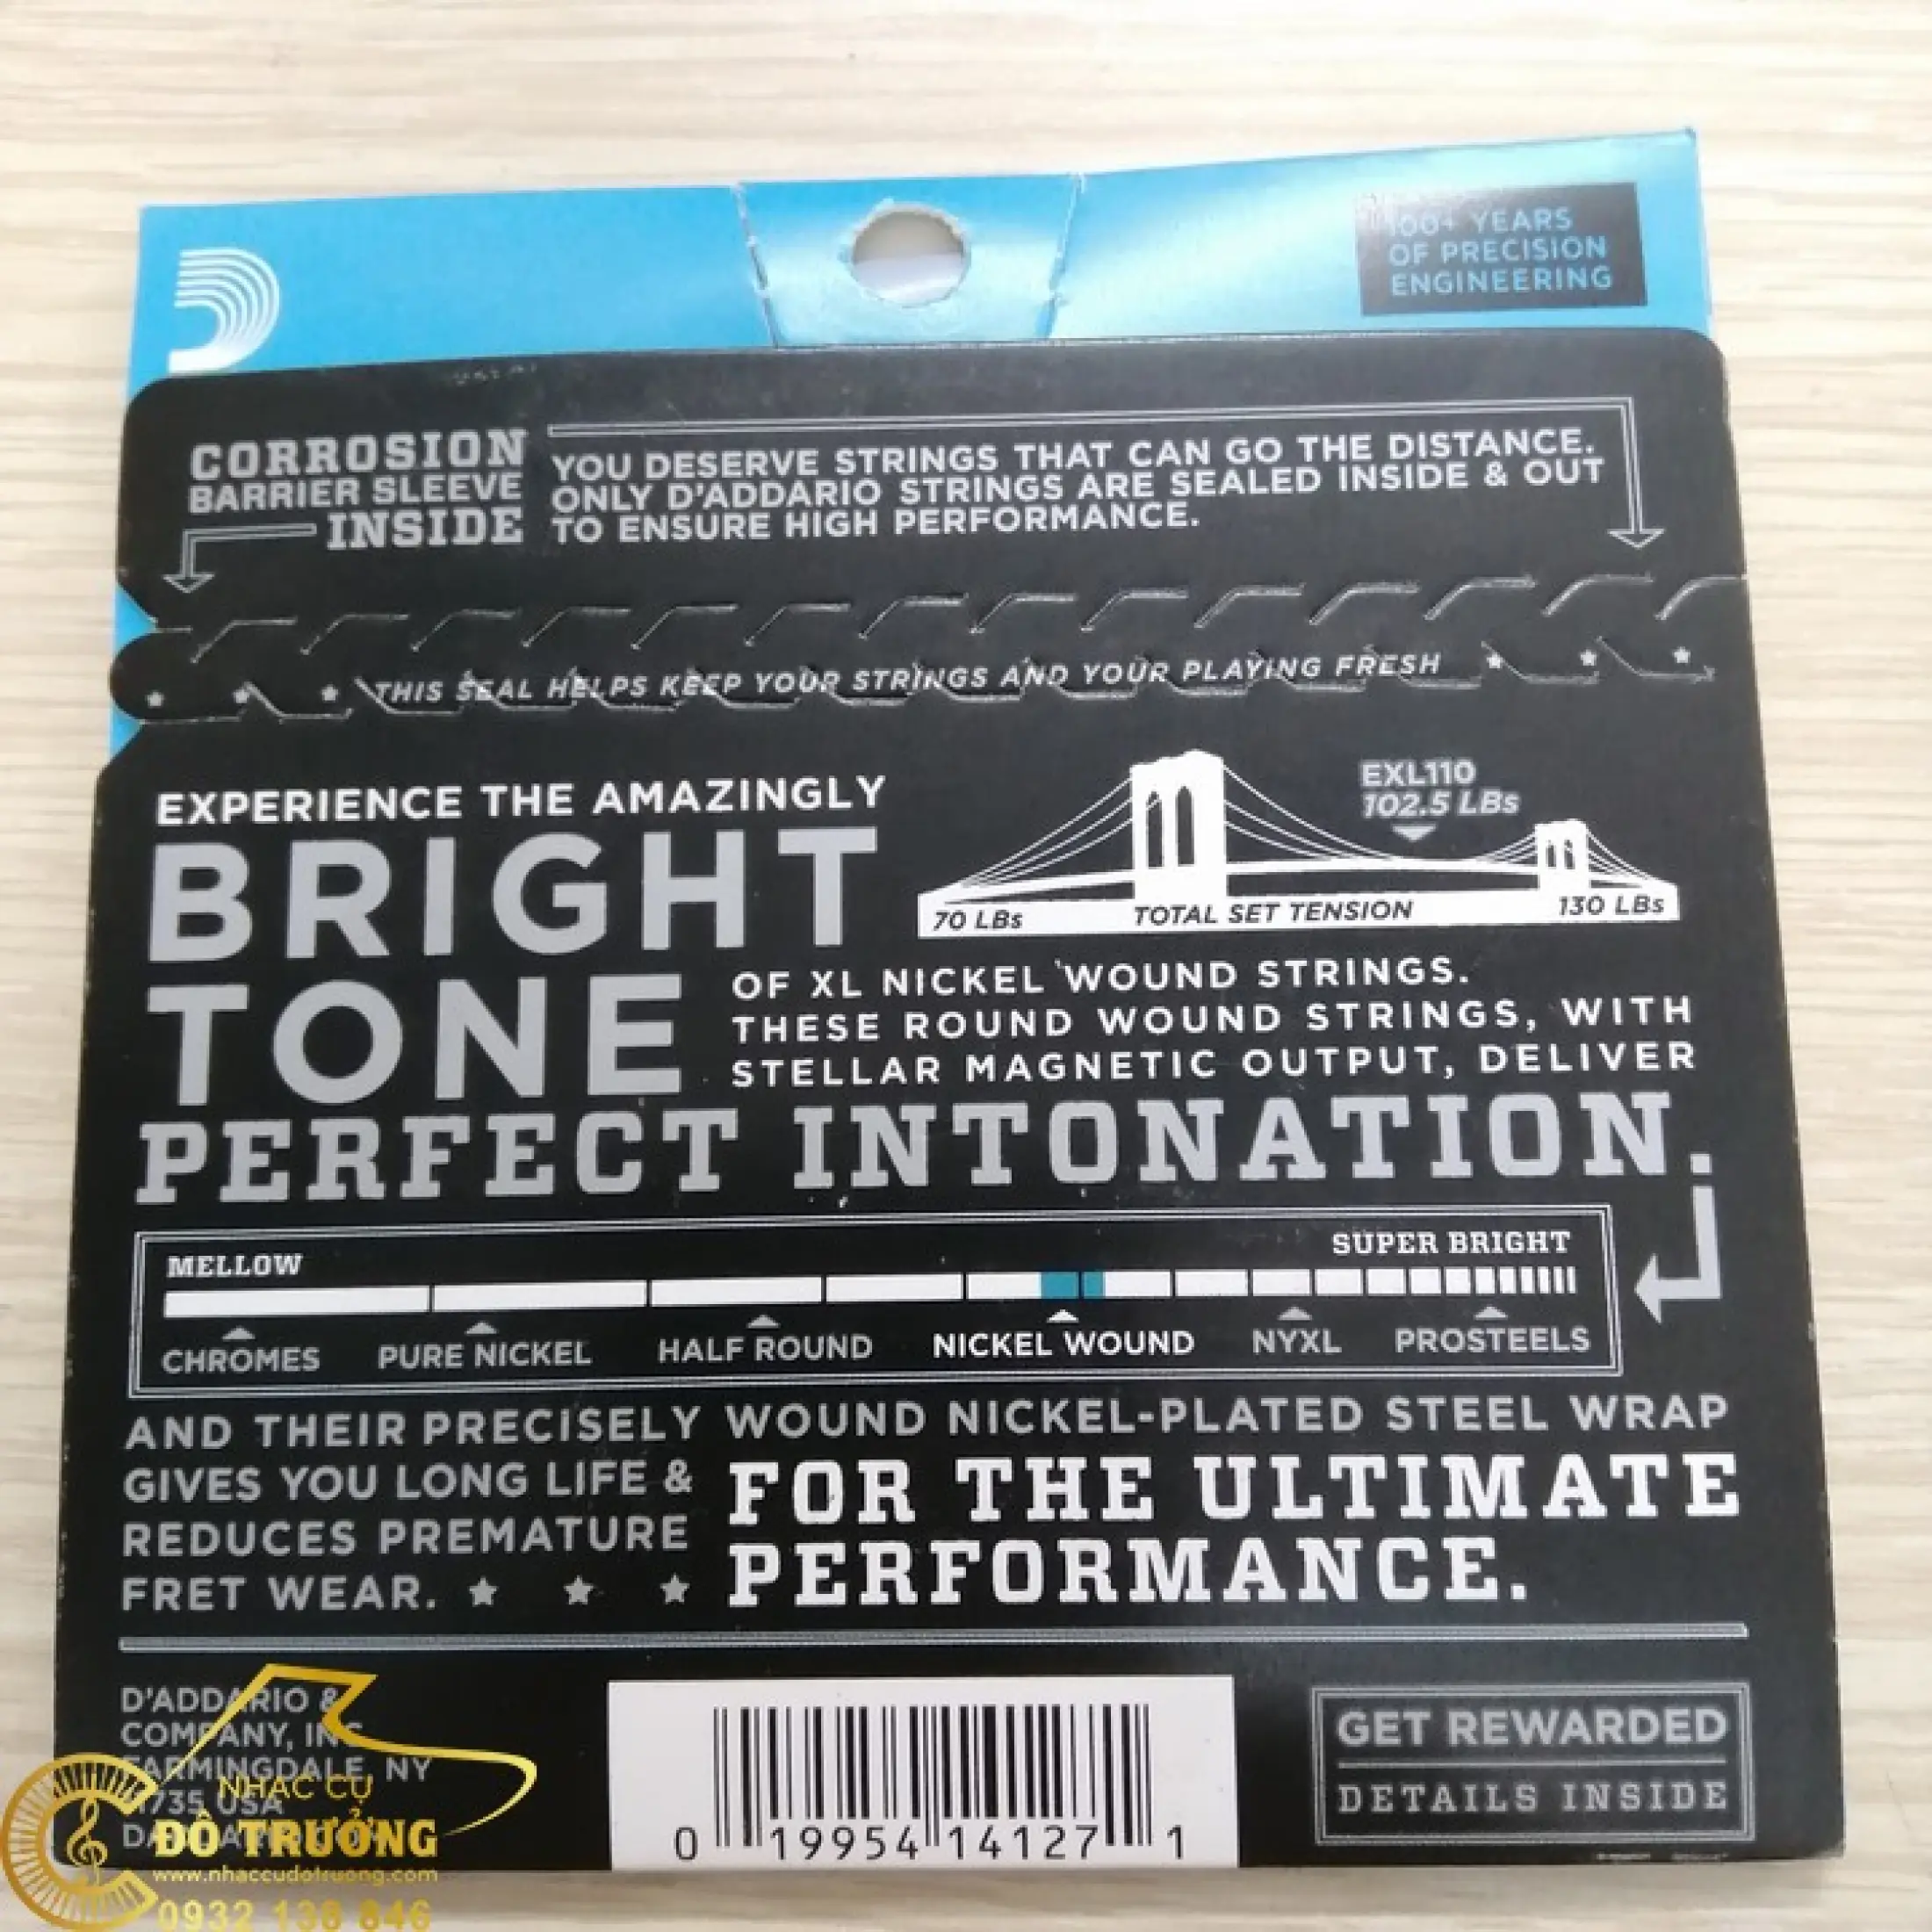 100+ YEARS
OF PRECISION
ENGINEERING
CORROSION
BARRIER SLEEVE
INSIDE
YOU DESERVE STRINGS THAT CAN GO THE DISTANCE.
ONLY D'ADDARIO STRINGS ARE SEALED INSIDE & OUT
TO ENSURE HIGH PERFORMANCE.
THIS SEAL HELPS KEEP YOUR STRINGS AND YOUR PLAYING FRESH
EXPERIENCE THE AMAZINGLY
BRIGHT
TONE
EXL110
102.5 LBs
70 LBs
TOTAL SET TENSION
130 LBs
OF XL NICKEL WOUND STRINGS.
THESE ROUND WOUND STRINGS, WITH
STELLAR MAGNETIC OUTPUT, DELIVER
PERFECT INTONATION.
MELLOW
SUPER BRIGHT
CHROMES
PURE NICKEL
HALF ROUND
NICKEL WOUND
NYXL
PROSTEELS
AND THEIR PRECISELY WOUND NICKEL-PLATED STEEL WRAP
GIVES YOU LONG LIFE &
REDUCES PREMATURE
FRET WEAR.
FOR THE ULTIMATE
PERFORMANCE.
D'ADDARIO &
COMPANY, INC
FARMINGDALE, NY
USA
NHẠC CỤ
ĐỖ TRƯỞNG
www.nhaccudotruong.com
0932 138 846
0 19954 14127 1
GET REWARDED
DETAILS INSIDE